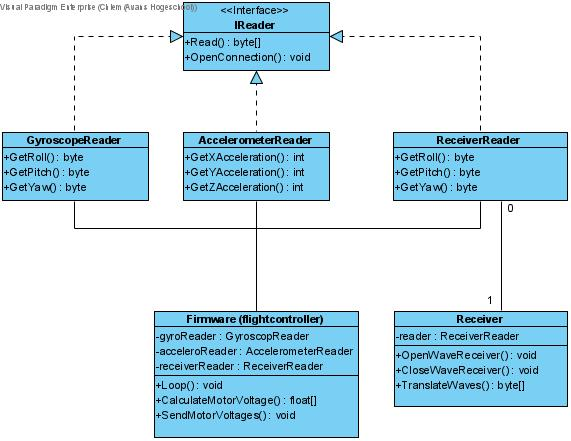 Visual Paradigm Enterprise (Avans Hogeschool))
<<Interface>>
IReader
+Read() : byte[]
+OpenConnection() : void
GyroscopeReader
+GetRoll() : byte
+GetPitch() : byte
+GetYaw() : byte
AccelerometerReader
+GetXAcceleration() : int
+GetYAcceleration() : int
+GetZAcceleration() : int
ReceiverReader
+GetRoll() : byte
+GetPitch() : byte
+GetYaw() : byte
0
1
Firmware (flightcontroller)
-gyroReader : GyroscopReader
-acceleroReader : AccelerometerReader
-receiverReader : ReceiverReader
+Loop() : void
+CalculateMotorVoltage() : float[]
+SendMotorVoltages() : void
Receiver
-reader : ReceiverReader
+OpenWaveReceiver() : void
+CloseWaveReceiver() : void
+TranslateWaves() : byte[]